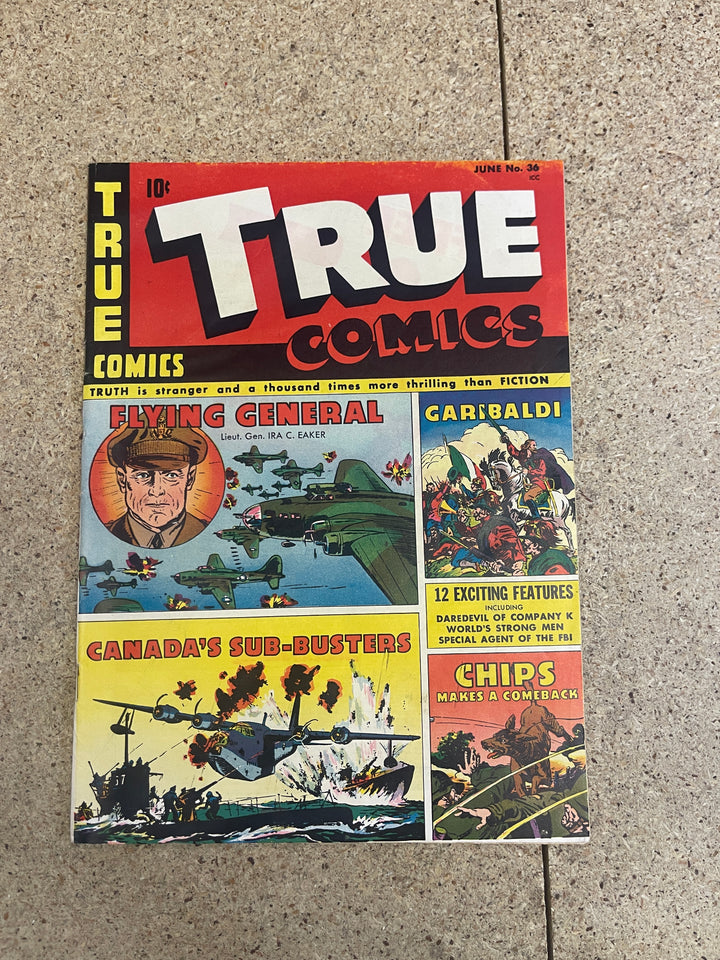 JUNE No. 36
ICC
10¢
TRUE
TRUE
COMICS
COMICS
TRUTH is stranger and a thousand times more thrilling than FICTION
FLYING GENERAL
Lieut. Gen. IRA C. EAKER
GARIBALDI
12 EXCITING FEATURES
INCLUDING
DAREDEVIL OF COMPANY K
WORLD'S STRONG MEN
SPECIAL AGENT OF THE FBI
CANADA'S SUB-BUSTERS
57
CHIPS
MAKES A COMEBACK